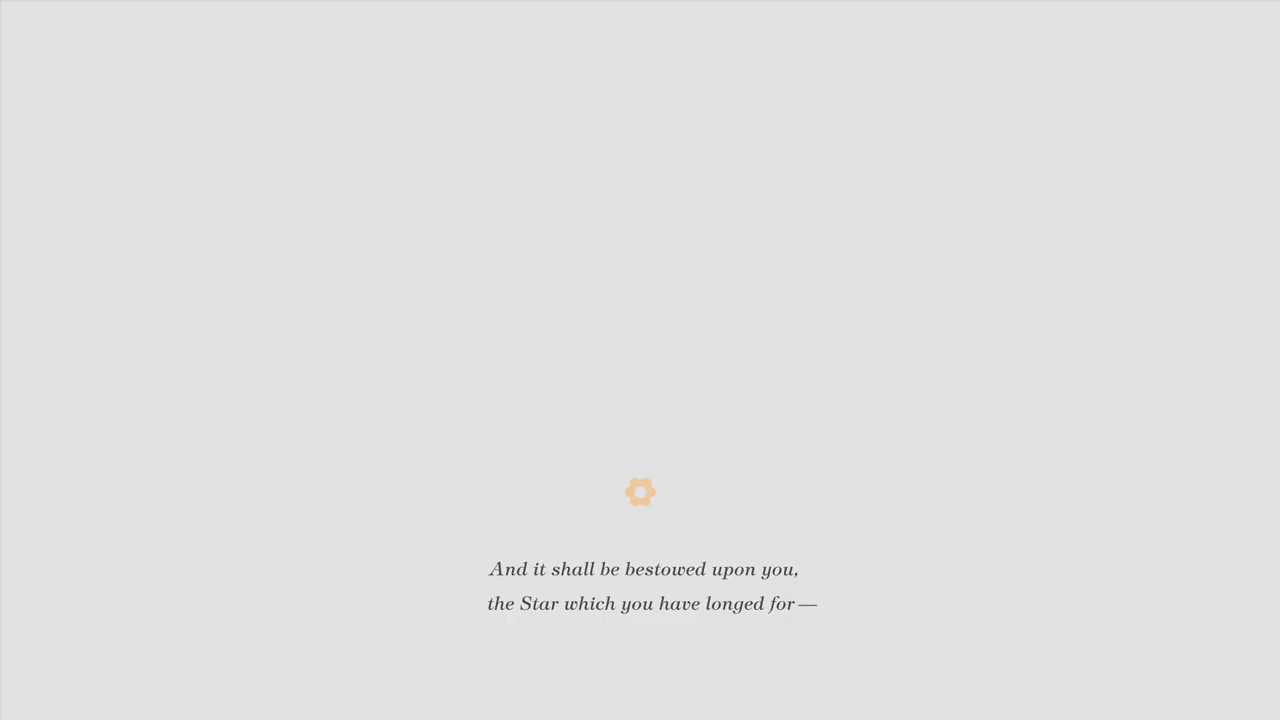 And it shall be bestowed upon you,
the Star which you have longed for—